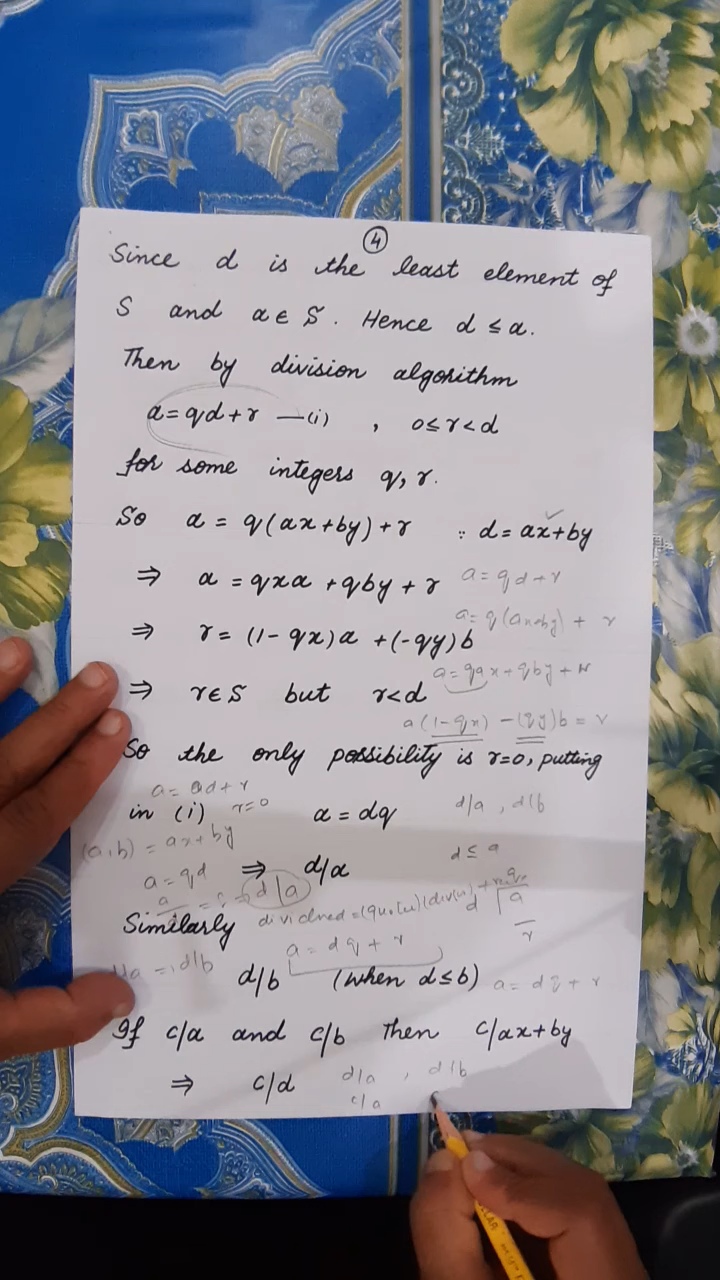 4
Since d is the least element of
S and a ∈ S. Hence d ≤ a.
Then by division algorithm
a = qd + r —(i) , 0 ≤ r < d
for some integers q, r.
So a = q(ax+by) + r ∵ d = ax+by
⇒ a = qxa + qby + r a = qd + r
a = q(ax+by) + r
⇒ r = (1-qx)a + (-qy)b
a = qax + qby + r
⇒ r ∈ S but r < d
a(1-qx) - (qy)b = r
So the only possibility is r=0, putting
a = qd + r
in (i) r=0 a = dq d/a , d/b
(a,b) = ax + by
d ≤ a
a = qd ⇒ d/a
d/a
a
r
Similarly
a = dq + r
d/b (when d ≤ b) a = dq + r
If c/a and c/b then c/ax+by
⇒ c/d d/a , d/b
c/a